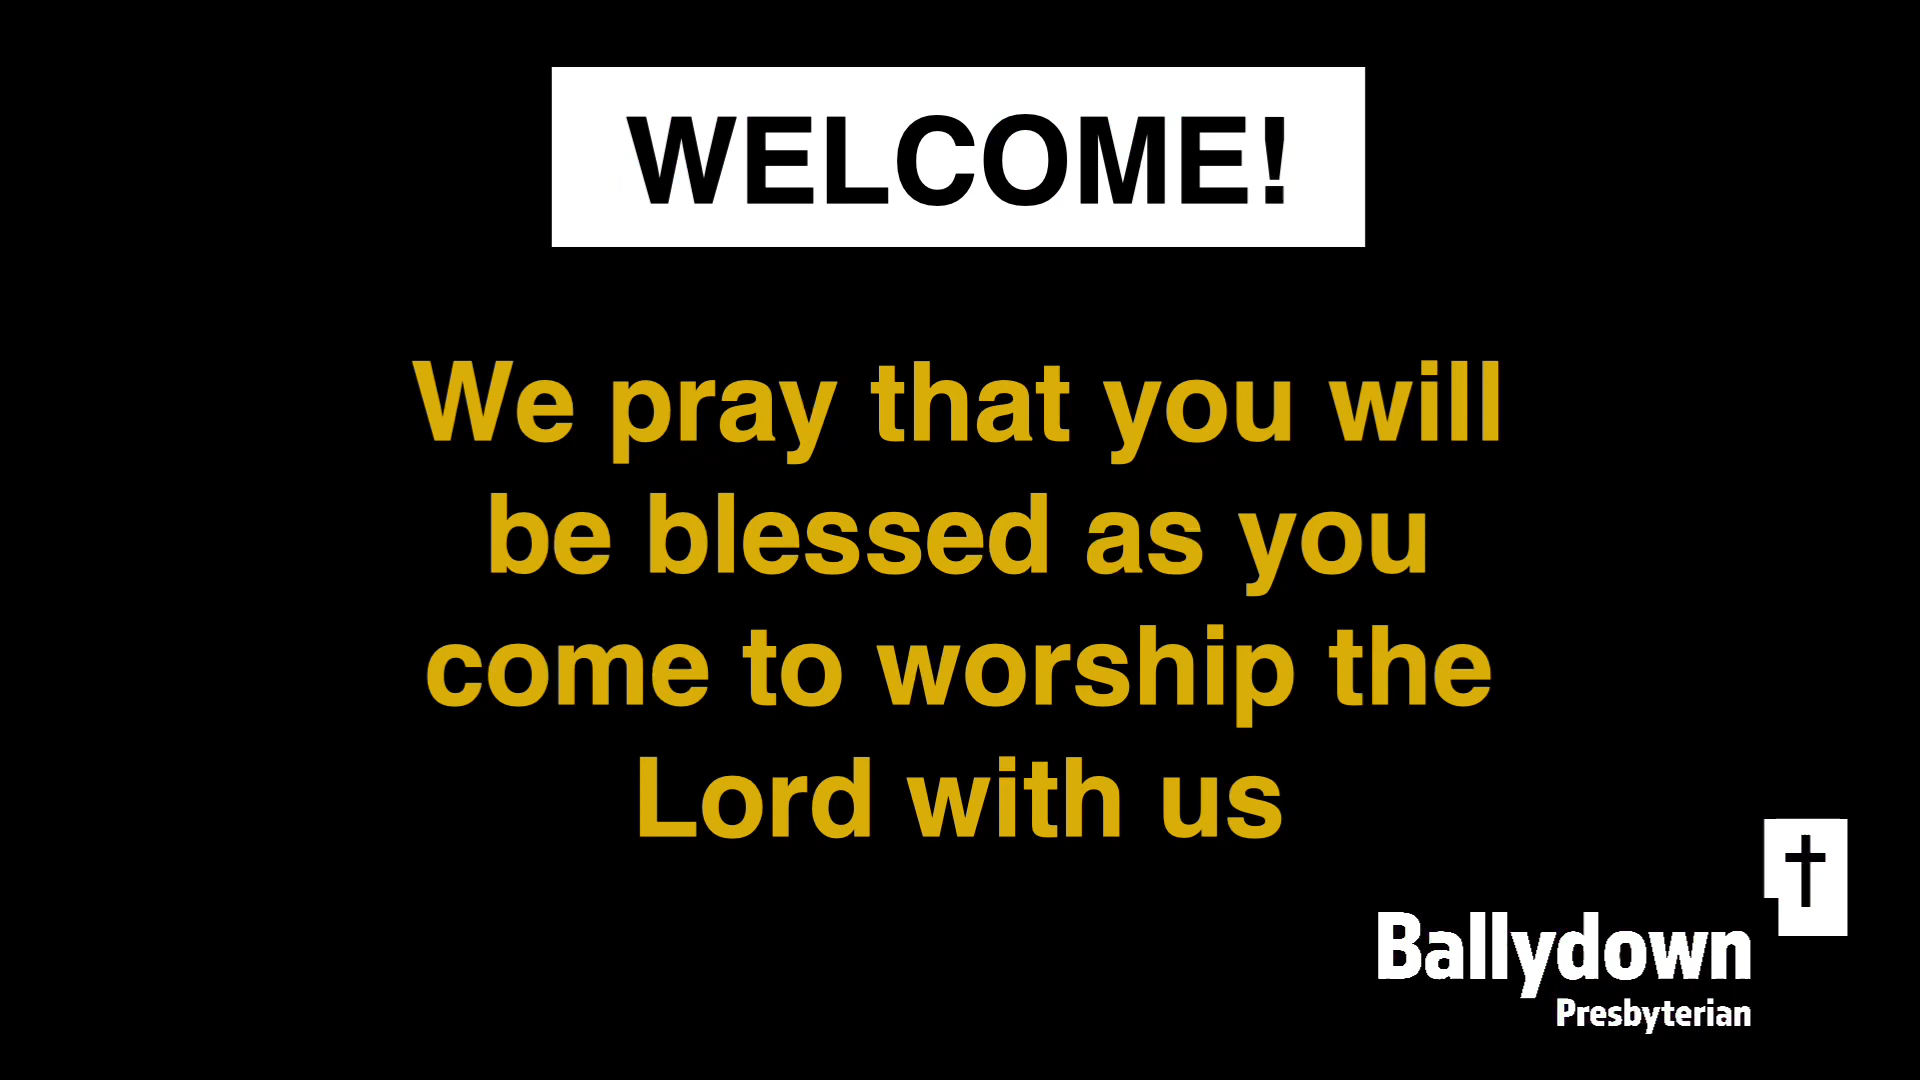 WELCOME!
We pray that you will
be blessed as you
come to worship the
Lord with us
Ballydown
Presbyterian